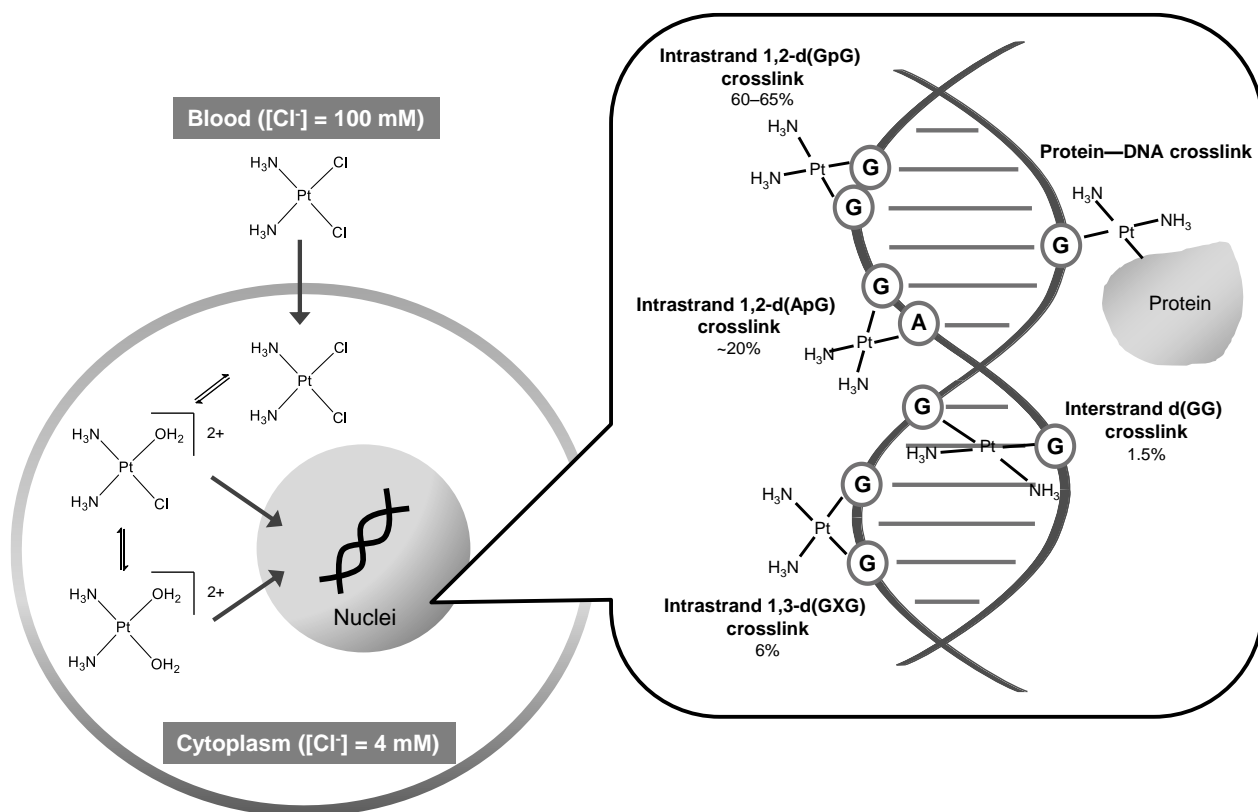 Blood ([Cl⁻] = 100 mM)
H₃N
Cl
Pt
H₃N
Cl
H₃N
Cl
Pt
H₃N
Cl
H₃N
OH₂
2+
Pt
H₃N
Cl
H₃N
OH₂
2+
Pt
H₃N
OH₂
Nuclei
Cytoplasm ([Cl⁻] = 4 mM)
Intrastrand 1,2-d(GpG)
crosslink
60–65%
H₃N
Pt
H₃N
G
G
Protein—DNA crosslink
H₃N
NH₃
Pt
G
Protein
Intrastrand 1,2-d(ApG)
crosslink
~20%
G
A
Pt
H₃N
H₃N
Interstrand d(GG)
crosslink
1.5%
G
Pt
G
H₃N
NH₃
G
H₃N
Pt
H₃N
G
Intrastrand 1,3-d(GXG)
crosslink
6%